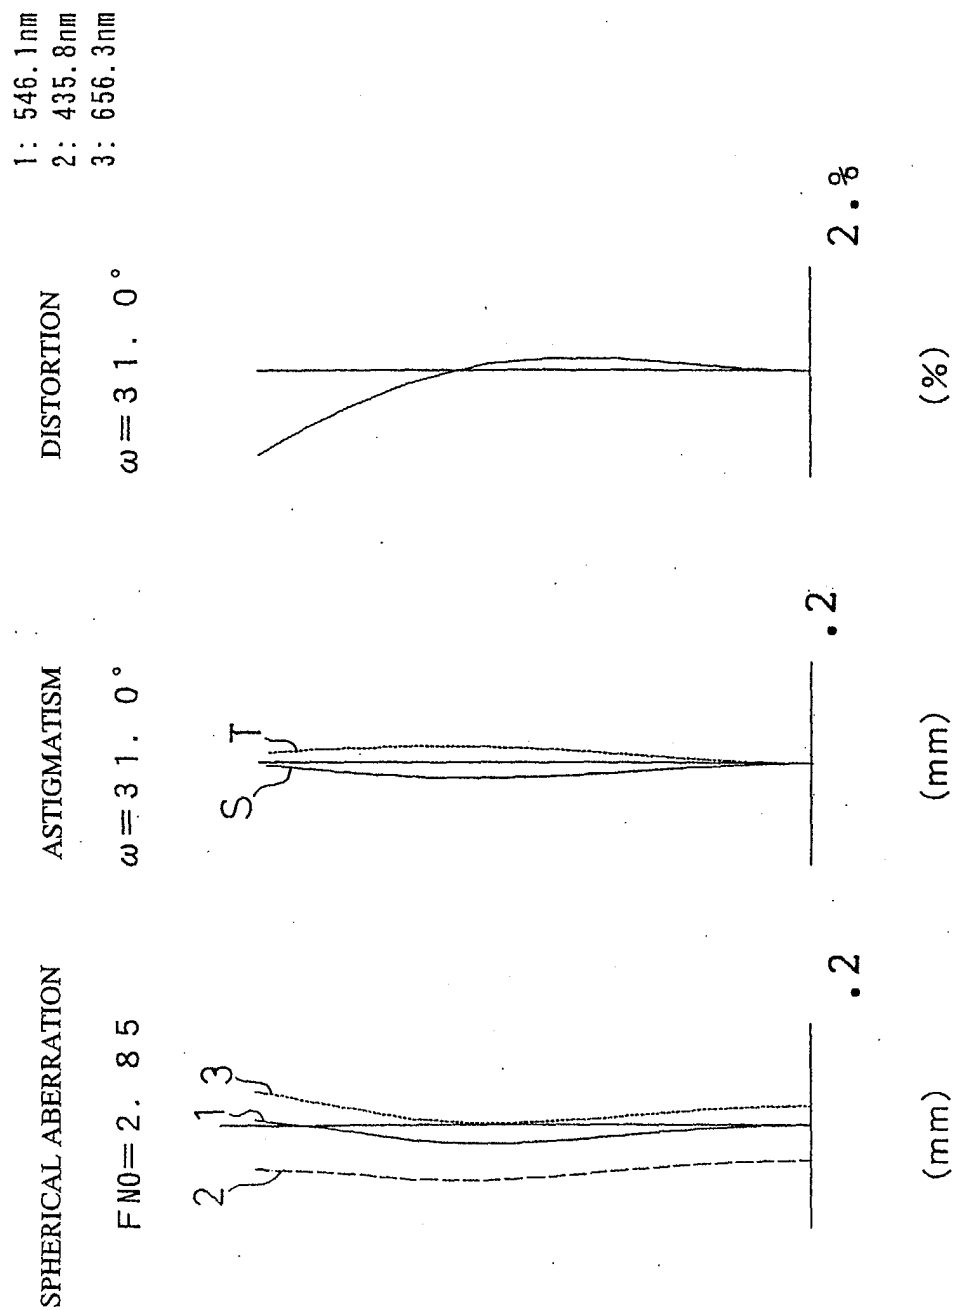 SPHERICAL ABERRATION
FNO=2.85
2
1
3
.2
(mm)
ASTIGMATISM
ω=31.0°
S
T
.2
(mm)
DISTORTION
ω=31.0°
2.%
(%)
1: 546.1nm
2: 435.8nm
3: 656.3nm